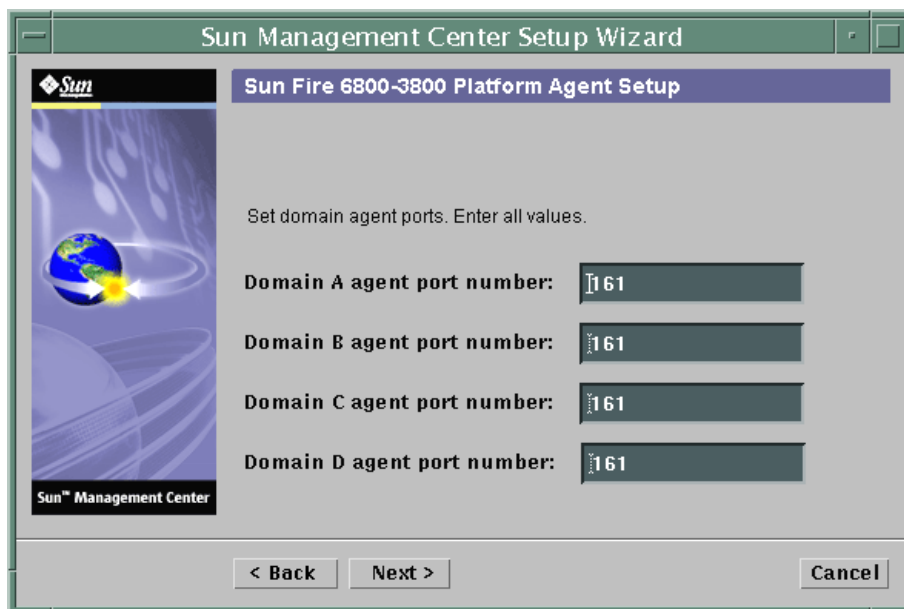 Sun Management Center Setup Wizard
Sun
Sun Fire 6800-3800 Platform Agent Setup
Set domain agent ports. Enter all values.
Domain A agent port number: 161
Domain B agent port number: 161
Domain C agent port number: 161
Domain D agent port number: 161
Sun™ Management Center
< Back Next > Cancel